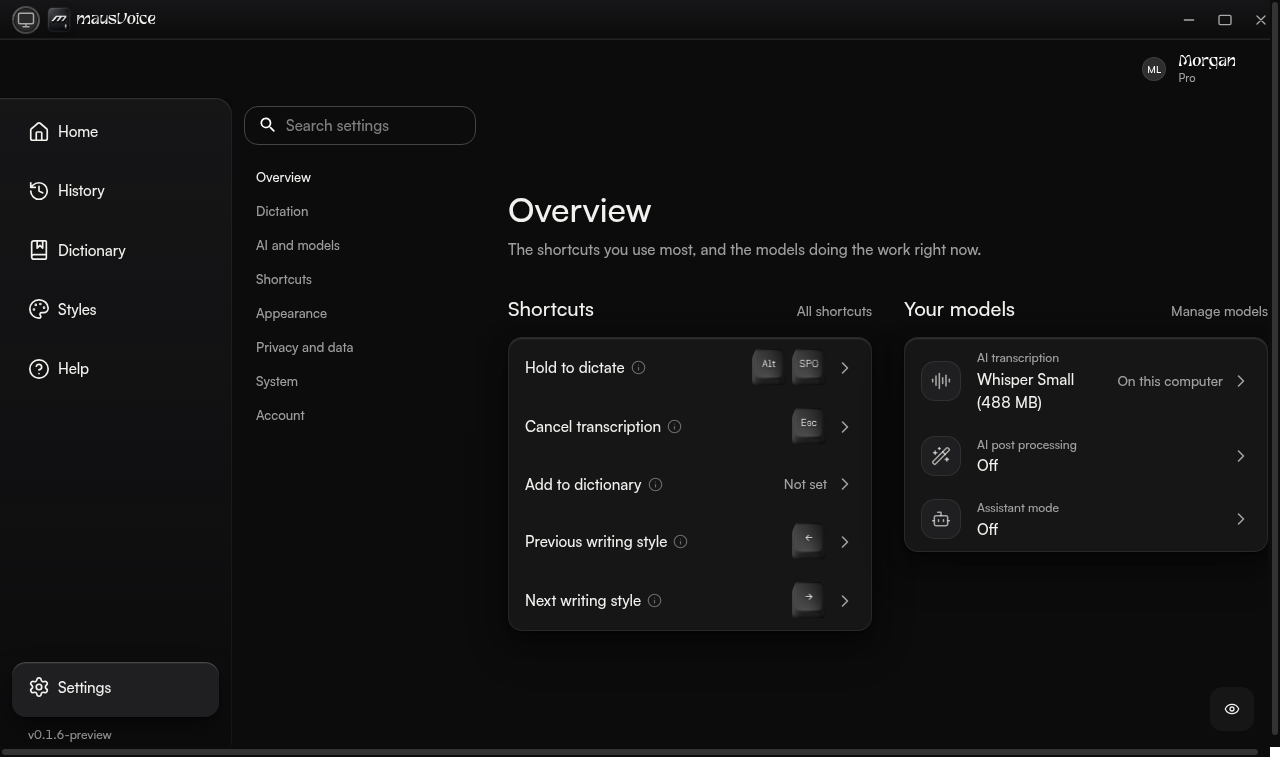 mausVoice
ML
Morgan
Pro
Home
History
Dictionary
Styles
Help
Settings
v0.1.6-preview
Search settings
Overview
Dictation
AI and models
Shortcuts
Appearance
Privacy and data
System
Account
Overview
The shortcuts you use most, and the models doing the work right now.
Shortcuts
All shortcuts
Hold to dictate
Alt
SPC
Cancel transcription
Esc
Add to dictionary
Not set
Previous writing style
←
Next writing style
→
Your models
Manage models
AI transcription
Whisper Small
(488 MB)
On this computer
AI post processing
Off
Assistant mode
Off